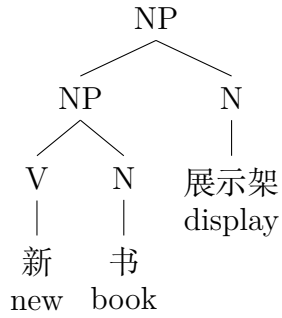 NP
NP N
V N 展示架
display
新 书
new book